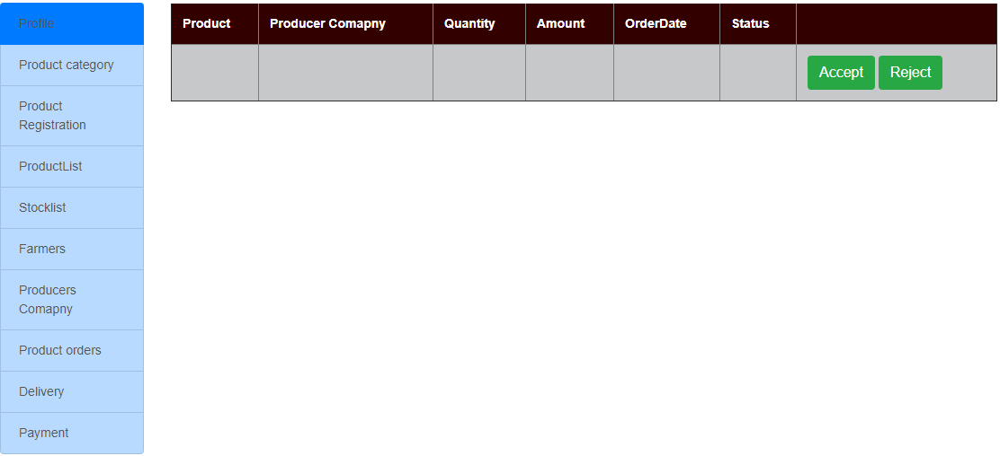 Profile
Product category
Product
Registration
ProductList
Stocklist
Farmers
Producers
Comapny
Product orders
Delivery
Payment
Product Producer Comapny Quantity Amount OrderDate Status
Accept Reject